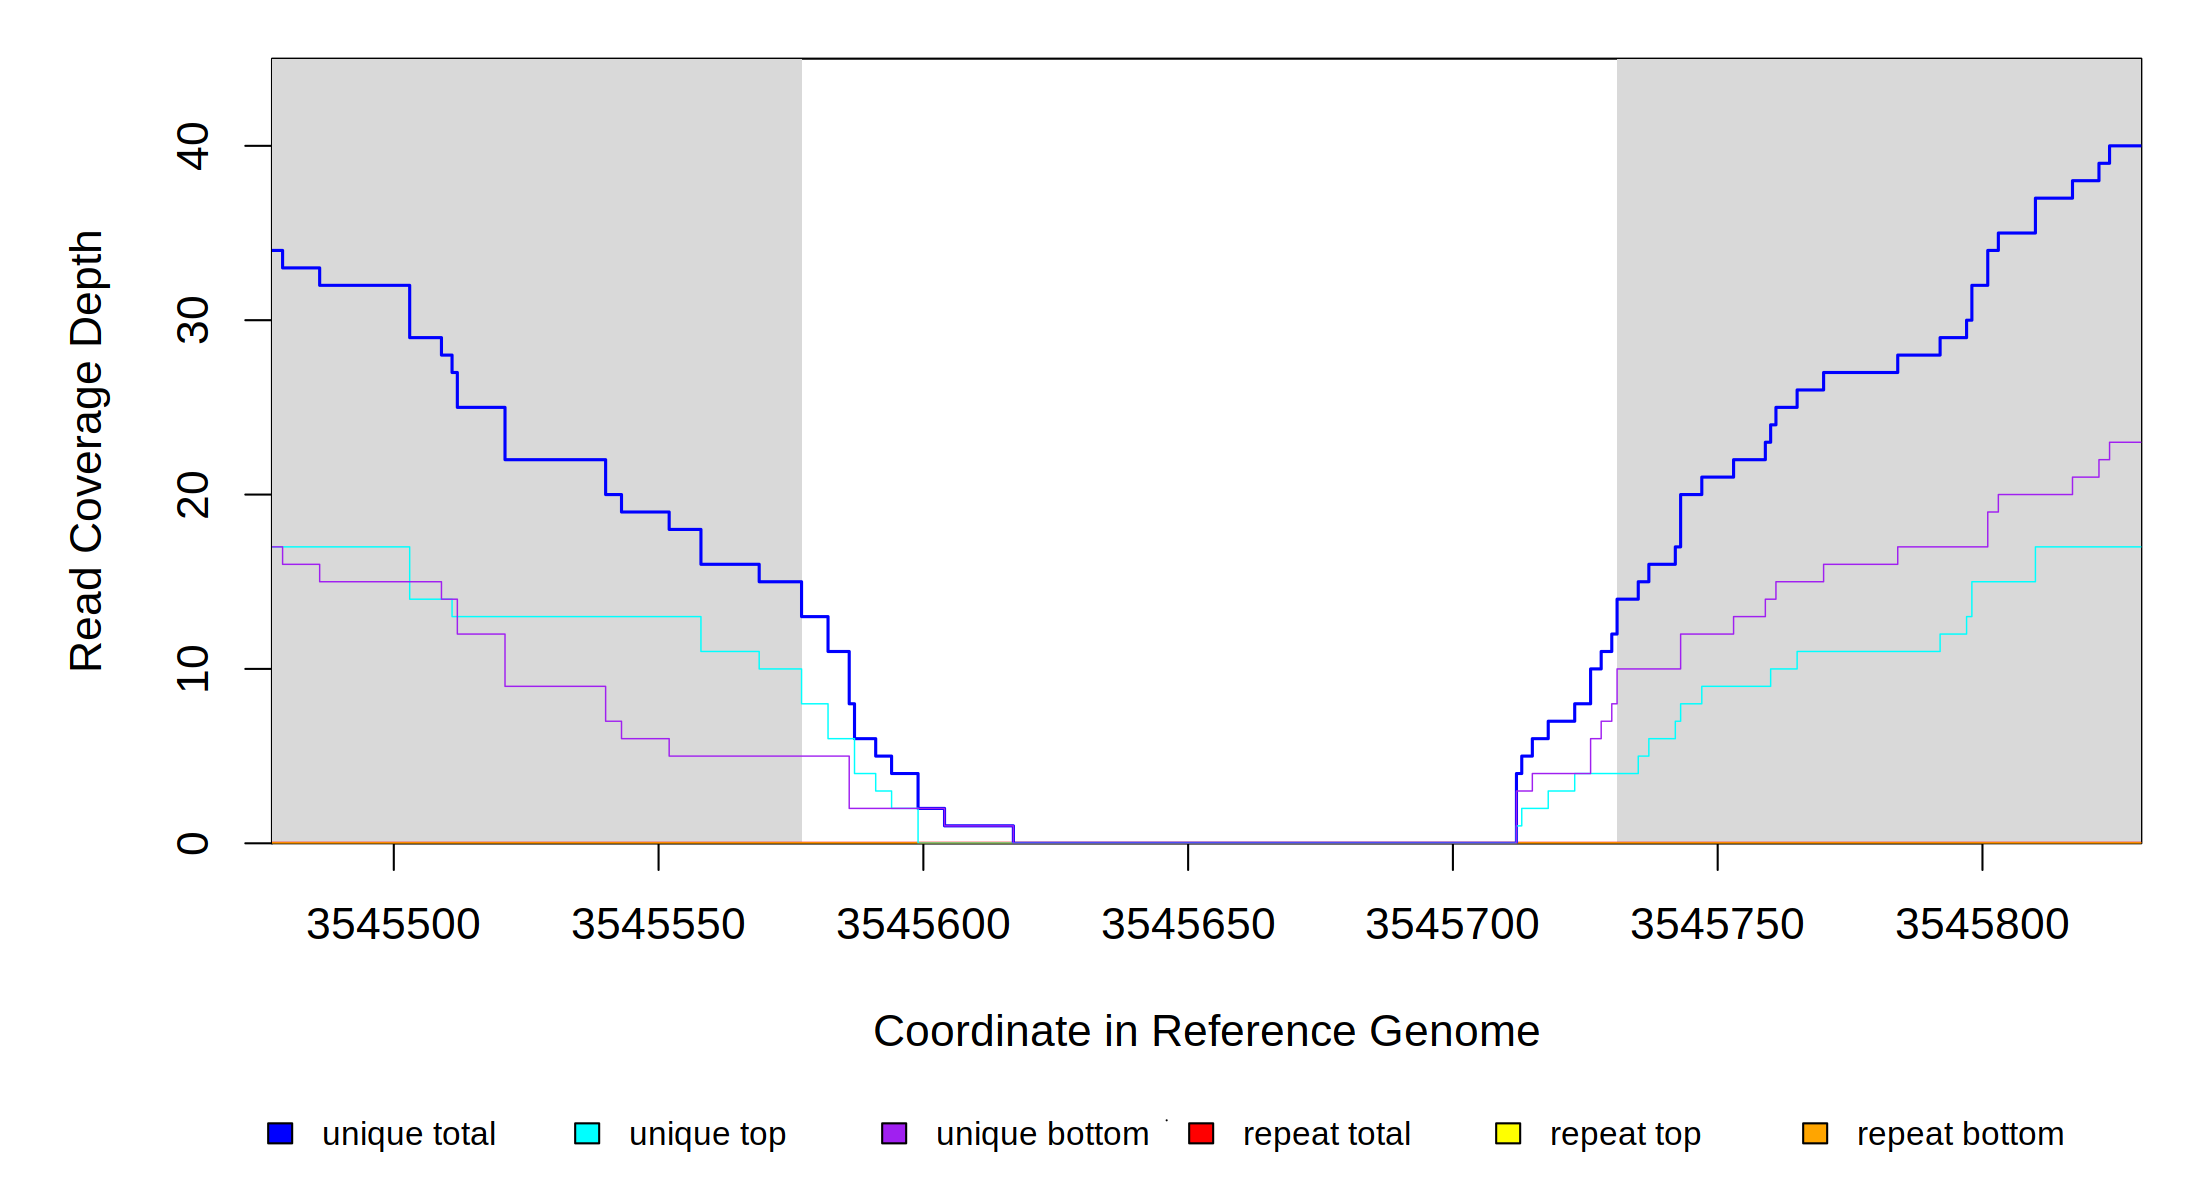 Read Coverage Depth
40
30
20
10
0
3545500 3545550 3545600 3545650 3545700 3545750 3545800
Coordinate in Reference Genome
unique total unique top unique bottom repeat total repeat top repeat bottom